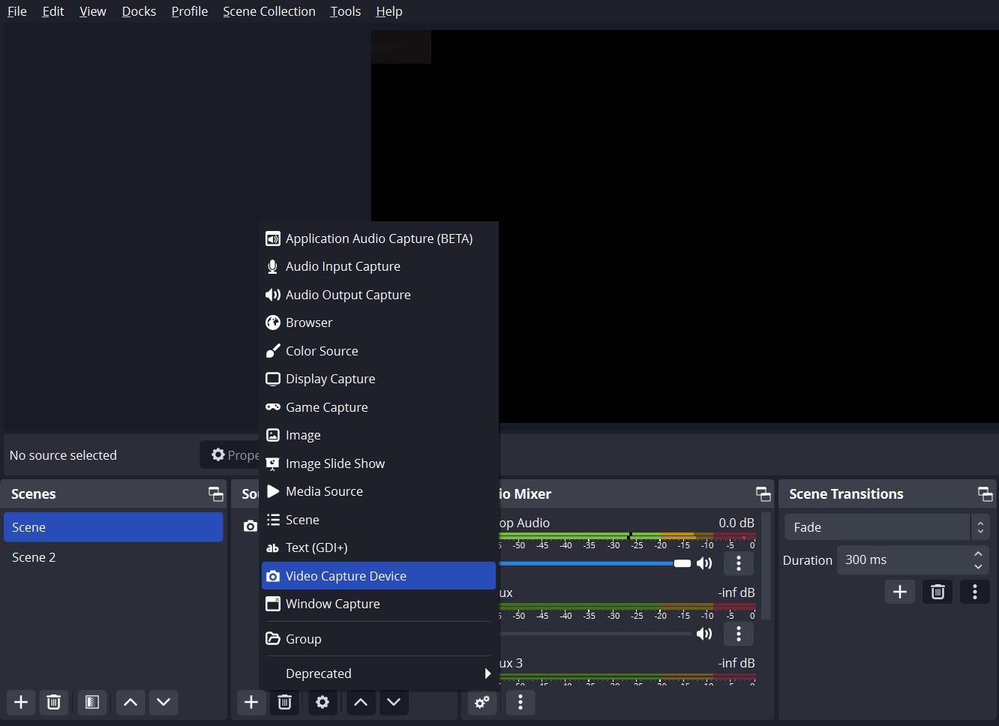 File Edit View Docks Profile Scene Collection Tools Help
Application Audio Capture (BETA)
Audio Input Capture
Audio Output Capture
Browser
Color Source
Display Capture
Game Capture
Image
Image Slide Show
Media Source
Scene
ab Text (GDI+)
Video Capture Device
Window Capture
Group
Deprecated
No source selected
Prope
Scenes
Scene
Scene 2
Sou
io Mixer
op Audio 0.0 dB
-50 -45 -40 -35 -30 -25 -20 -15 -10 -5 0
ux -inf dB
-50 -45 -40 -35 -30 -25 -20 -15 -10 -5 0
ux 3 -inf dB
Scene Transitions
Fade
Duration 300 ms